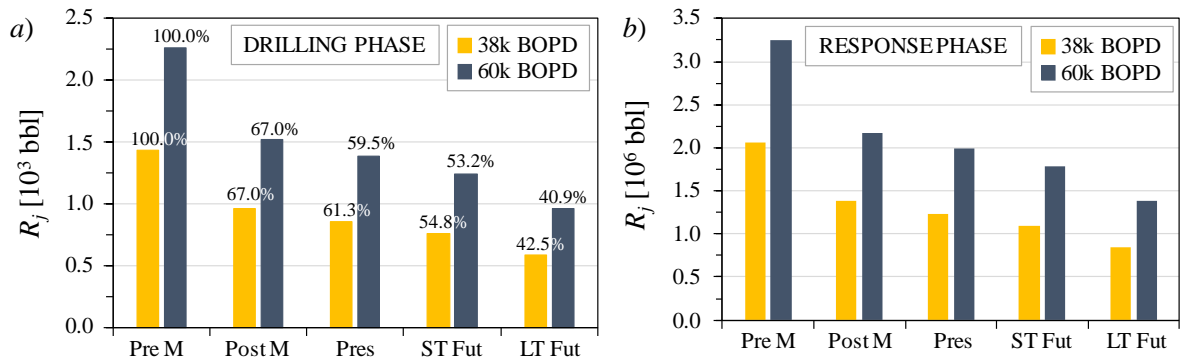 a)
R_j [10³ bbl]
2.5
2.0
1.5
1.0
0.5
0.0
DRILLING PHASE
38k BOPD
60k BOPD
100.0%
100.0%
67.0%
67.0%
61.3%
59.5%
54.8%
53.2%
42.5%
40.9%
Pre M
Post M
Pres
ST Fut
LT Fut
b)
R_j [10⁶ bbl]
3.5
3.0
2.5
2.0
1.5
1.0
0.5
0.0
RESPONSE PHASE
38k BOPD
60k BOPD
Pre M
Post M
Pres
ST Fut
LT Fut